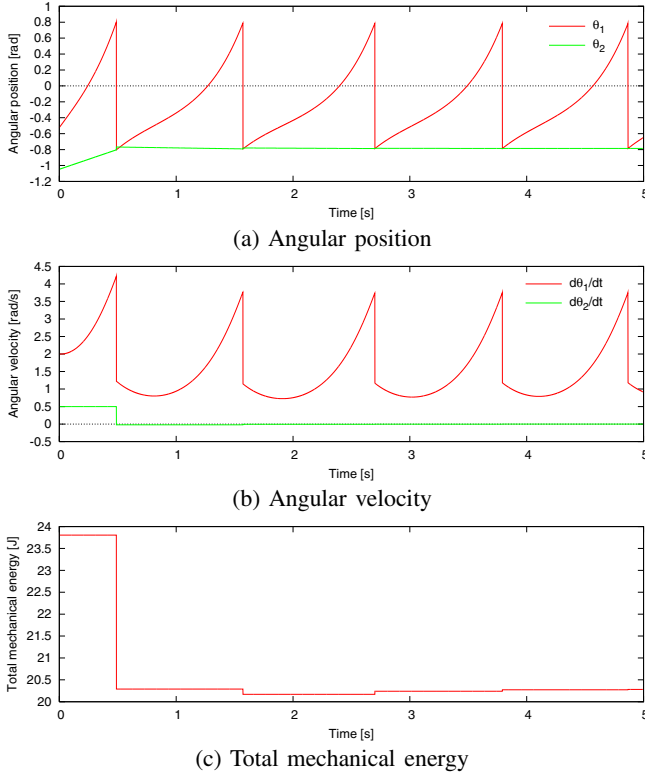 1
0.8
0.6
0.4
0.2
0
-0.2
-0.4
-0.6
-0.8
-1
-1.2
Angular position [rad]
θ1
θ2
0 1 2 3 4 5
Time [s]
(a) Angular position
4.5
4
3.5
3
2.5
2
1.5
1
0.5
0
-0.5
Angular velocity [rad/s]
dθ1/dt
dθ2/dt
0 1 2 3 4 5
Time [s]
(b) Angular velocity
24
23.5
23
22.5
22
21.5
21
20.5
20
Total mechanical energy [J]
0 1 2 3 4 5
Time [s]
(c) Total mechanical energy